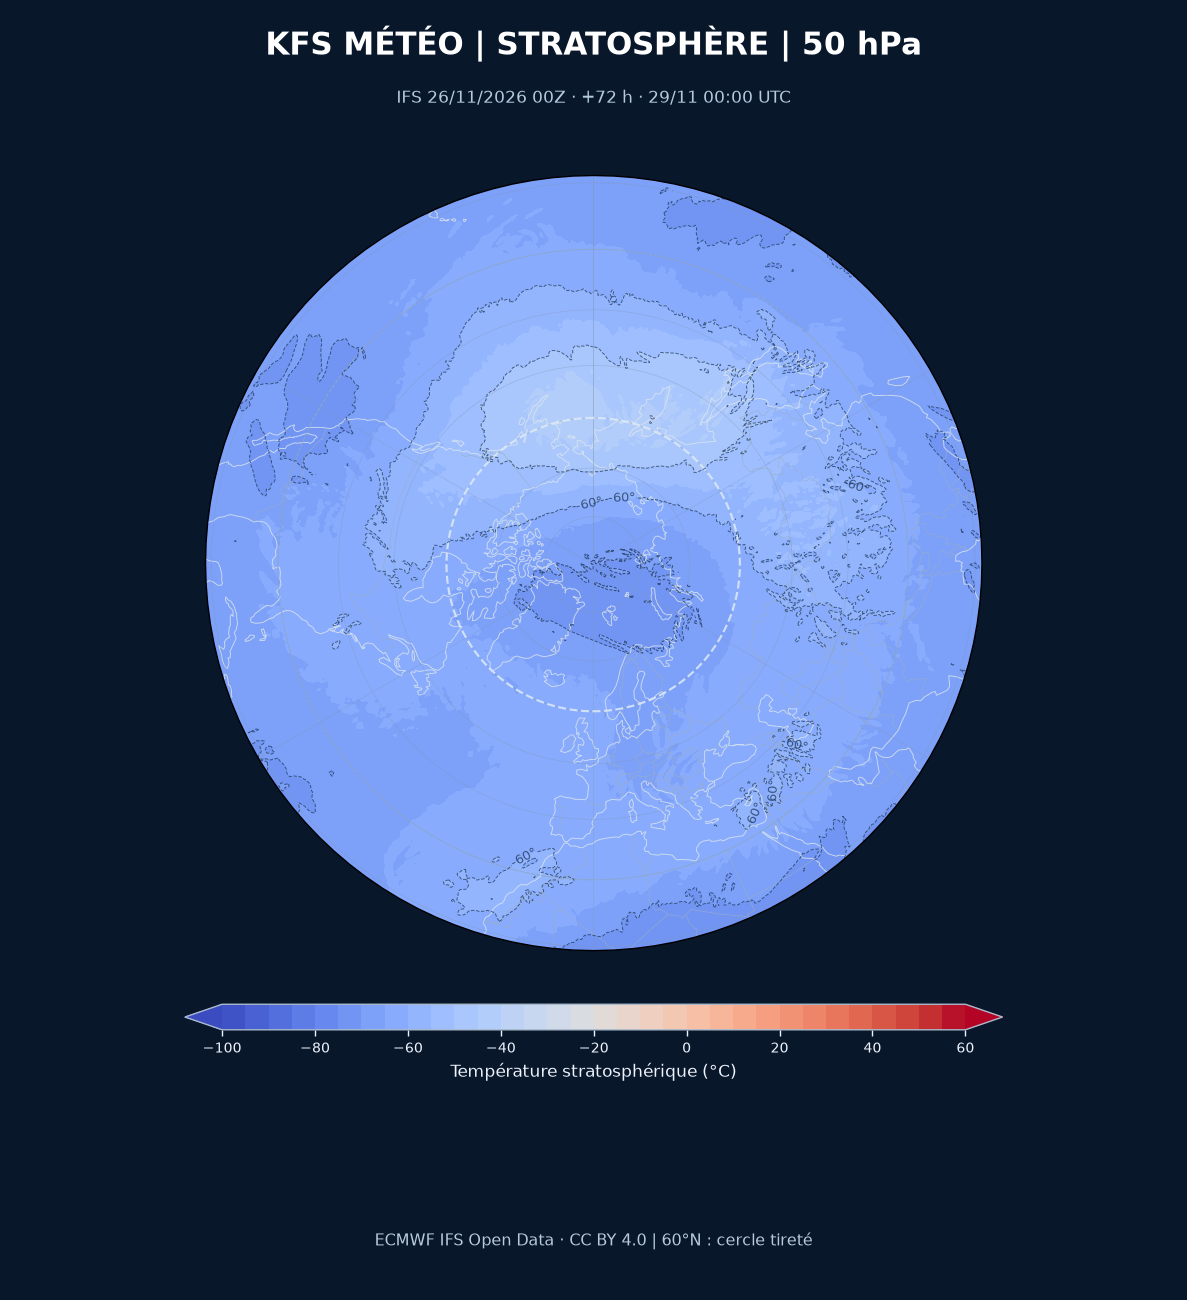 KFS MÉTÉO | STRATOSPHÈRE | 50 hPa
IFS 26/11/2026 00Z · +72 h · 29/11 00:00 UTC
-60°
-60°
-60°
60°
60°
60°
60°
−100 −80 −60 −40 −20 0 20 40 60
Température stratosphérique (°C)
ECMWF IFS Open Data · CC BY 4.0 | 60°N : cercle tireté